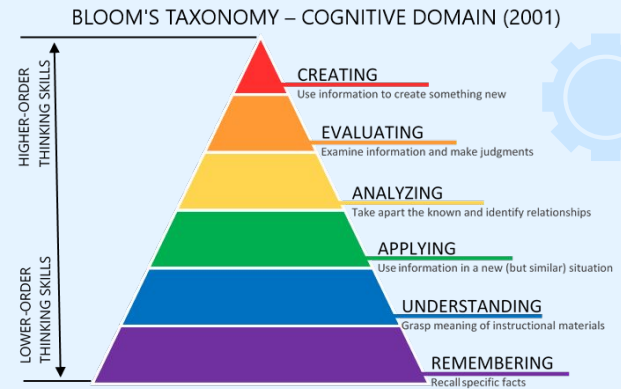 BLOOM'S TAXONOMY – COGNITIVE DOMAIN (2001)
HIGHER-ORDER
THINKING SKILLS
CREATING
Use information to create something new
EVALUATING
Examine information and make judgments
ANALYZING
Take apart the known and identify relationships
APPLYING
Use information in a new (but similar) situation
LOWER-ORDER
THINKING SKILLS
UNDERSTANDING
Grasp meaning of instructional materials
REMEMBERING
Recall specific facts